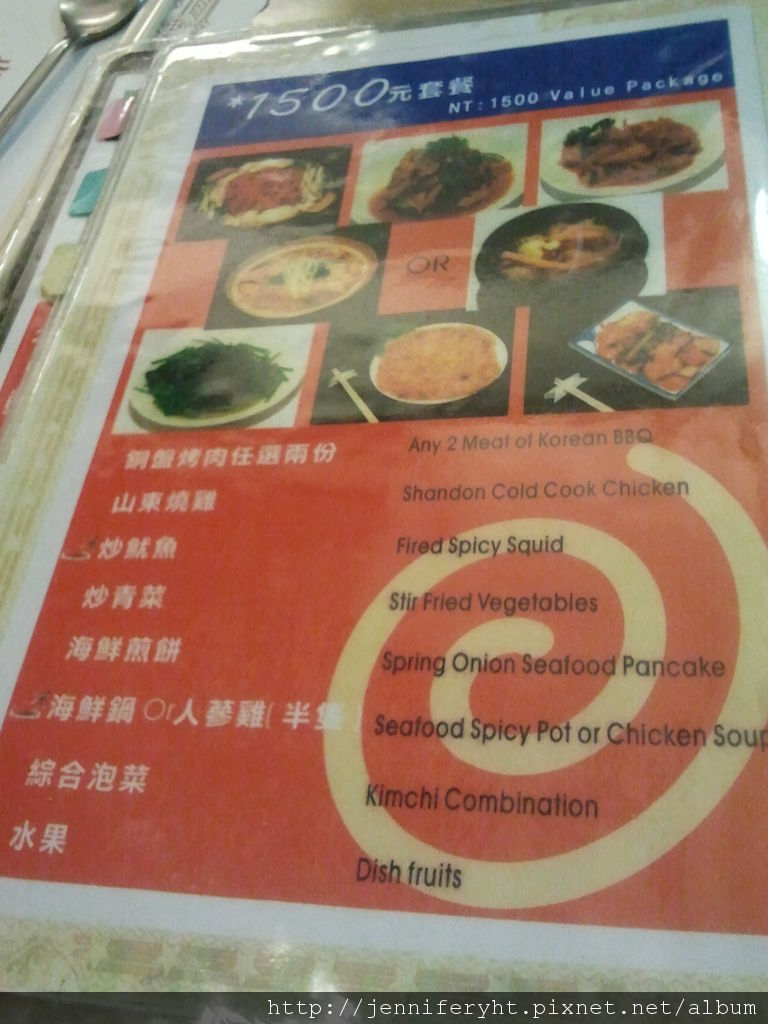 *1500元套餐
NT: 1500 Value Package
OR
銅盤烤肉任選兩份 Any 2 Meat of Korean BBQ
山東燒雞 Shandon Cold Cook Chicken
炒魷魚 Fired Spicy Squid
炒青菜 Stir Fried Vegetables
海鮮煎餅 Spring Onion Seafood Pancake
海鮮鍋 Or人蔘雞(半隻) Seafood Spicy Pot or Chicken Soup
綜合泡菜 Kimchi Combination
水果 Dish fruits
http://jenniferyht.pixnet.net/album